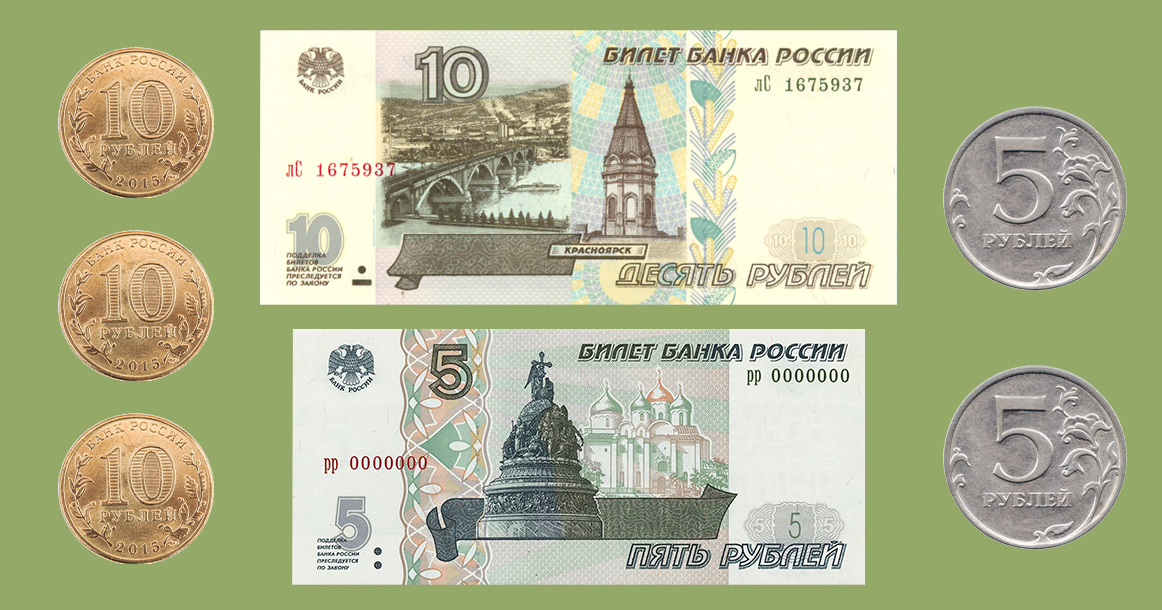 БАНК РОССИИ
10
РУБЛЕЙ
2015
БАНК РОССИИ
10
РУБЛЕЙ
2015
БАНК РОССИИ
10
РУБЛЕЙ
2015
БАНК РОССИИ
10
БИЛЕТ БАНКА РОССИИ
лС 1675937
лС 1675937
10
ПОДДЕЛКА
БИЛЕТОВ
БАНКА РОССИИ
ПРЕСЛЕДУЕТСЯ
ПО ЗАКОНУ
КРАСНОЯРСК
10 10 10
ДЕСЯТЬ РУБЛЕЙ
БАНК РОССИИ
5
БИЛЕТ БАНКА РОССИИ
рр 0000000
рр 0000000
5
ПОДДЕЛКА
БИЛЕТОВ
БАНКА РОССИИ
ПРЕСЛЕДУЕТСЯ
ПО ЗАКОНУ
5 5 5
ПЯТЬ РУБЛЕЙ
5
РУБЛЕЙ
5
РУБЛЕЙ